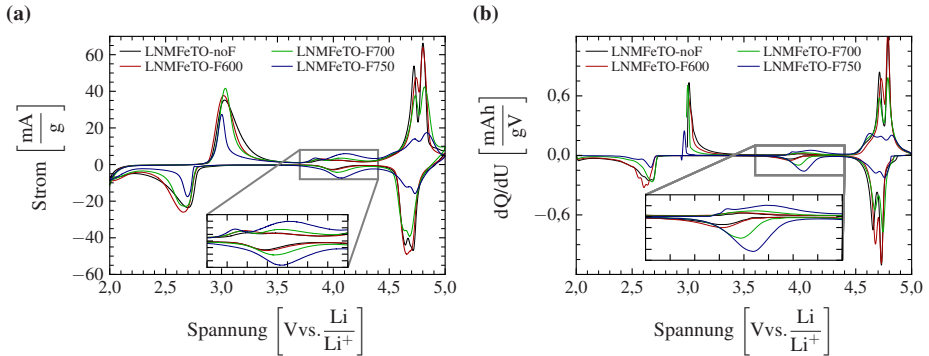 (a)
LNMFeTO-noF
LNMFeTO-F600
LNMFeTO-F700
LNMFeTO-F750
60
40
20
0
−20
−40
−60
Strom [mA/g]
2,0
2,5
3,0
3,5
4,0
4,5
5,0
Spannung [Vvs. Li/Li+]
(b)
LNMFeTO-noF
LNMFeTO-F600
LNMFeTO-F700
LNMFeTO-F750
0,6
0,0
−0,6
dQ/dU [mAh/gV]
2,0
2,5
3,0
3,5
4,0
4,5
5,0
Spannung [Vvs. Li/Li+]